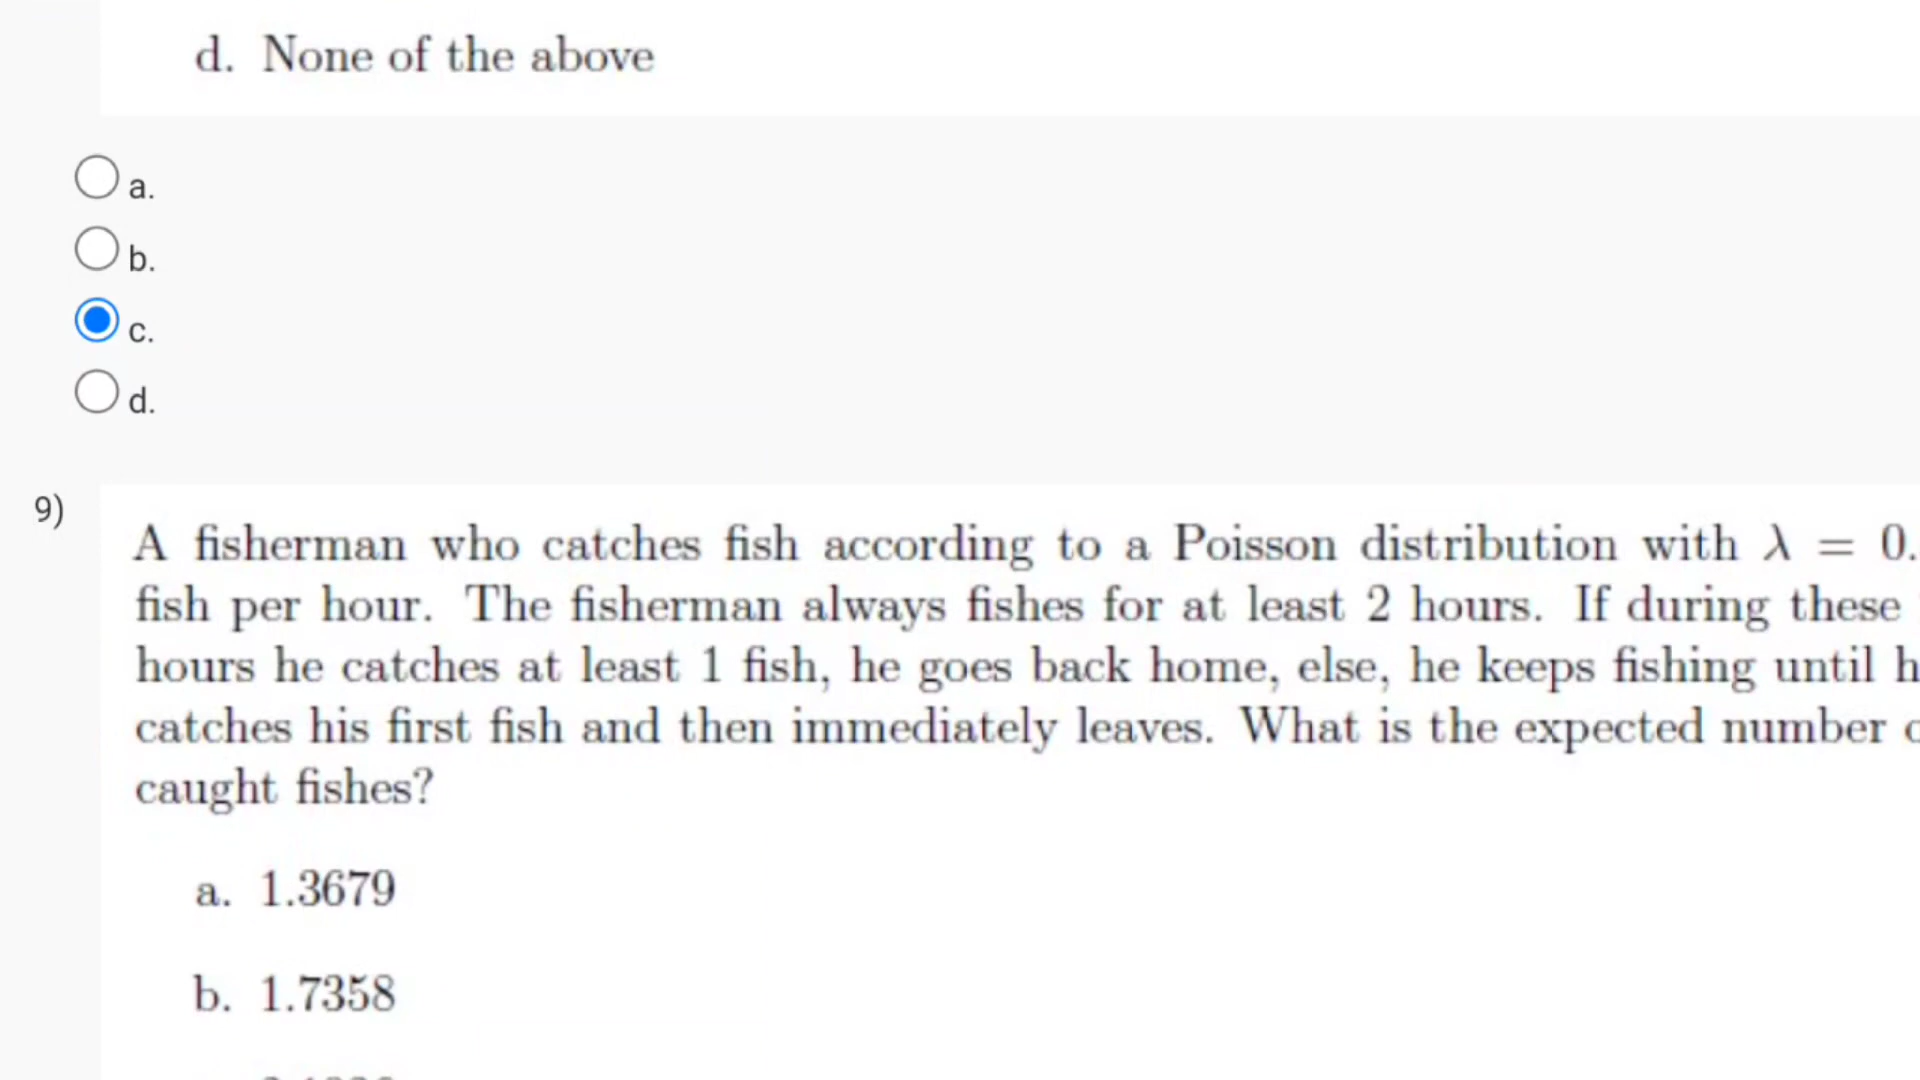 d. None of the above
a.
b.
c.
d.
9)
A fisherman who catches fish according to a Poisson distribution with λ = 0.
fish per hour. The fisherman always fishes for at least 2 hours. If during these
hours he catches at least 1 fish, he goes back home, else, he keeps fishing until h
catches his first fish and then immediately leaves. What is the expected number
caught fishes?
a. 1.3679
b. 1.7358